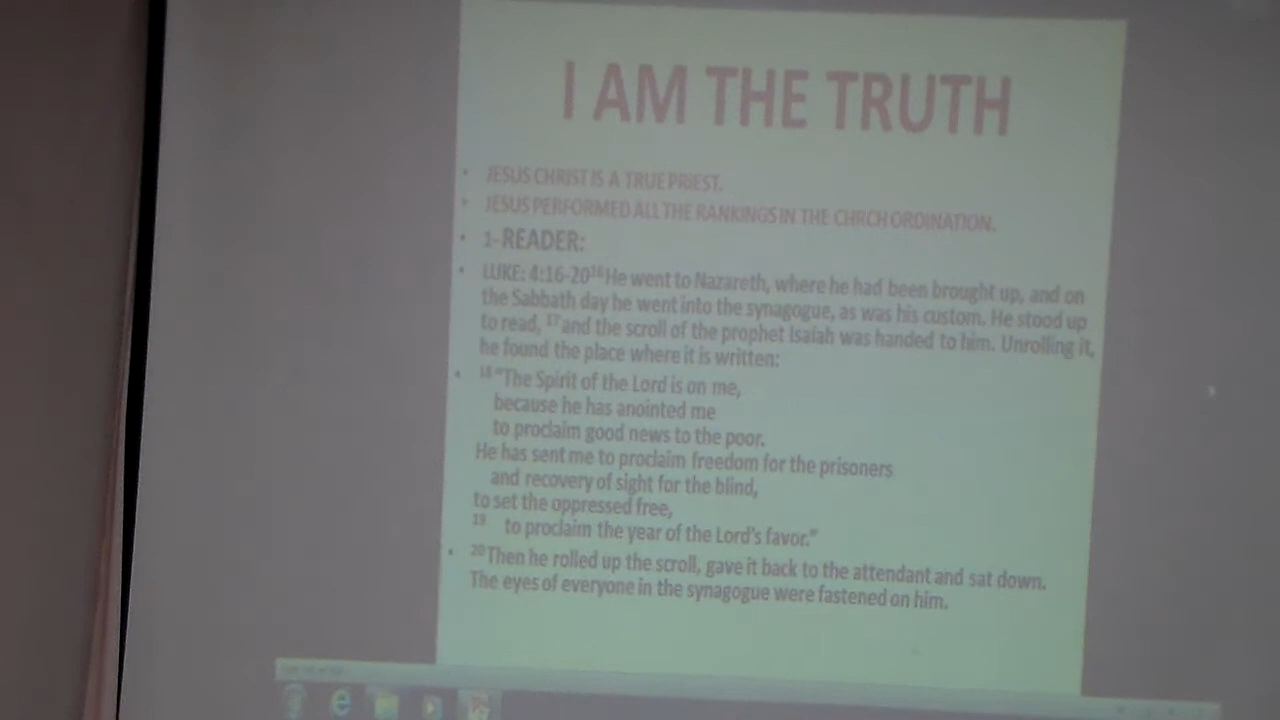 I AM THE TRUTH
• JESUS CHRIST IS A TRUE PRIEST.
• JESUS PERFORMED ALL THE RANKINGS IN THE CHRCH ORDINATION.
• 1- READER:
• LUKE: 4:16-20 16 He went to Nazareth, where he had been brought up, and on
the Sabbath day he went into the synagogue, as was his custom. He stood up
to read, 17 and the scroll of the prophet Isaiah was handed to him. Unrolling it,
he found the place where it is written:
• 18 "The Spirit of the Lord is on me,
because he has anointed me
to proclaim good news to the poor.
He has sent me to proclaim freedom for the prisoners
and recovery of sight for the blind,
to set the oppressed free,
19 to proclaim the year of the Lord's favor."
• 20 Then he rolled up the scroll, gave it back to the attendant and sat down.
The eyes of everyone in the synagogue were fastened on him.